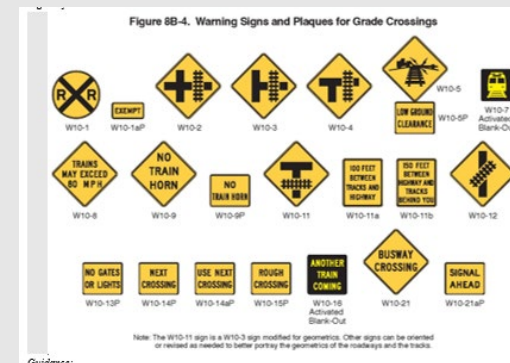 Figure 8B-4. Warning Signs and Plaques for Grade Crossings
R R
W10-1
EXEMPT
W10-1aP
W10-2
W10-3
W10-4
W10-5
LOW GROUND
CLEARANCE
W10-5P
W10-7
Activated
Blank-Out
TRAINS
MAY EXCEED
80 MPH
W10-8
NO
TRAIN
HORN
W10-9
NO
TRAIN HORN
W10-9P
W10-11
100 FEET
BETWEEN
TRACKS AND
HIGHWAY
W10-11a
150 FEET
BETWEEN
HIGHWAY AND
TRACKS
BEHIND YOU
W10-11b
W10-12
NO GATES
OR LIGHTS
W10-13P
NEXT
CROSSING
W10-14P
USE NEXT
CROSSING
W10-14aP
ROUGH
CROSSING
W10-15P
ANOTHER
TRAIN
COMING
W10-16
Activated
Blank-Out
BUSWAY
CROSSING
W10-21
SIGNAL
AHEAD
W10-21aP
Note: The W10-11 sign is a W10-3 sign modified for geometrics. Other signs can be oriented
or revised as needed to better portray the geometrics of the roadways and the tracks.
Guidance: